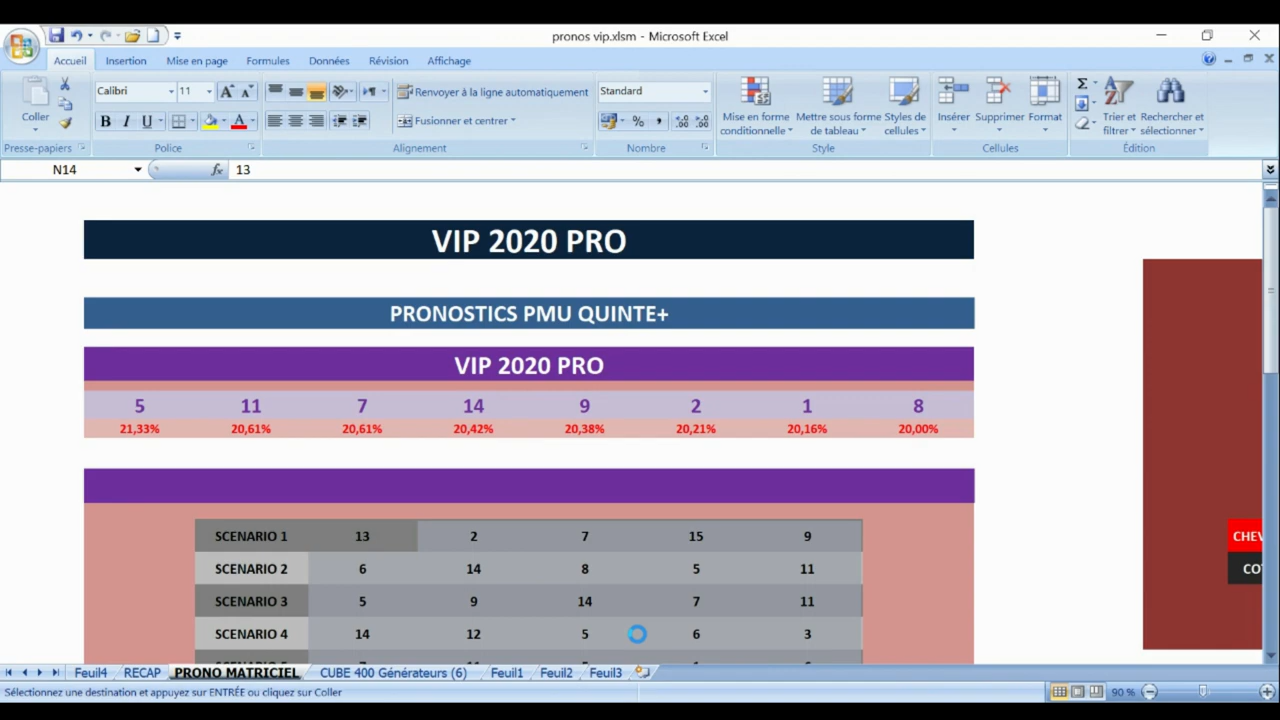 pronos vip.xlsm - Microsoft Excel
Accueil Insertion Mise en page Formules Données Révision Affichage
Coller
Presse-papiers
Calibri 11
B I U A
Police
Renvoyer à la ligne automatiquement
Fusionner et centrer
Alignement
Standard
%
Nombre
Mise en forme conditionnelle
Mettre sous forme de tableau
Styles de cellules
Style
Insérer Supprimer Format
Cellules
Σ
Trier et filtrer
Rechercher et sélectionner
Édition
N14 fx 13
VIP 2020 PRO
PRONOSTICS PMU QUINTE+
VIP 2020 PRO
5 11 7 14 9 2 1 8
21,33% 20,61% 20,61% 20,42% 20,38% 20,21% 20,16% 20,00%
SCENARIO 1 13 2 7 15 9
CHEV
SCENARIO 2 6 14 8 5 11
COT
SCENARIO 3 5 9 14 7 11
SCENARIO 4 14 12 5 6 3
Feuil4 RECAP PRONO MATRICIEL CUBE 400 Générateurs (6) Feuil1 Feuil2 Feuil3
Sélectionnez une destination et appuyez sur ENTRÉE ou cliquez sur Coller
90 %